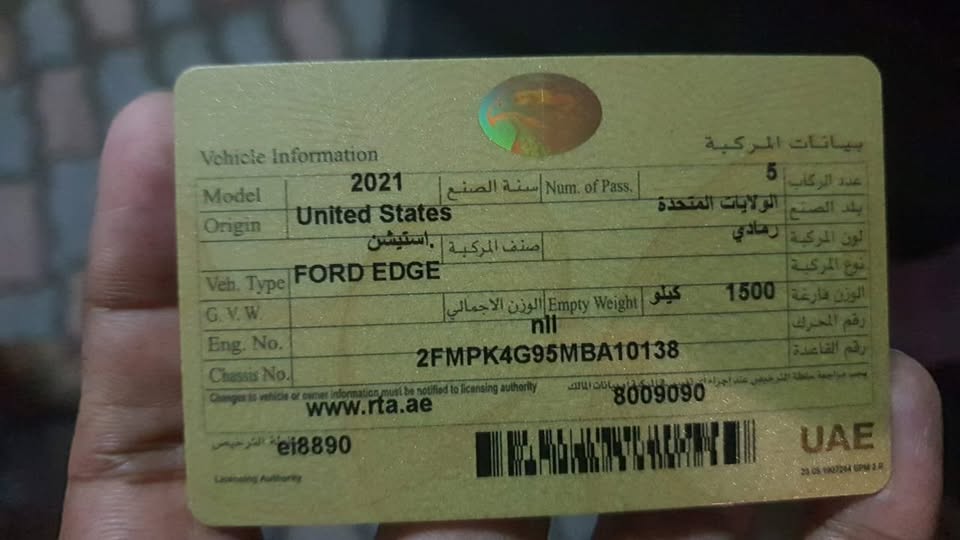 Vehicle Information بيانات المركبة
Model 2021 سنة الصنع Num. of Pass. 5 عدد الركاب
Origin United States الولايات المتحدة بلد الصنع
استيشن. صنف المركبة رمادي لون المركبة
Veh. Type FORD EDGE نوع المركبة
G. V. W. الوزن الاجمالي Empty Weight كيلو 1500 الوزن فارغة
Eng. No. nll رقم المحرك
Chassis No. 2FMPK4G95MBA10138 رقم القاعدة
Changes to vehicle or owner information must be notified to licensing authority
www.rta.ae 8009090
ei8890 الترخيص
Licensing Authority
UAE